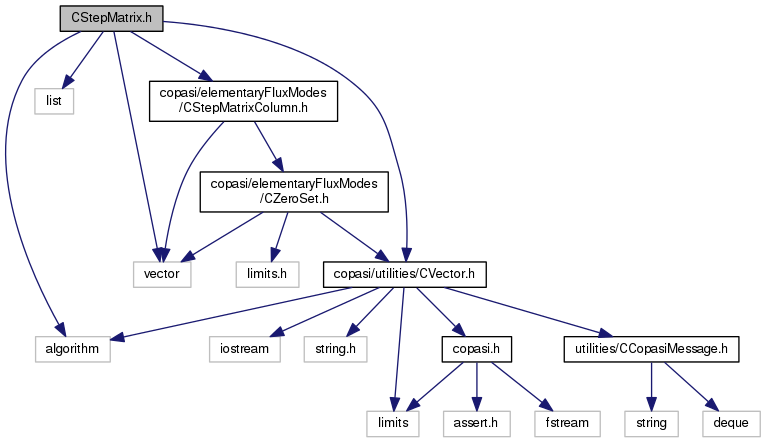 CStepMatrix.h
list
copasi/elementaryFluxModes
/CStepMatrixColumn.h
copasi/elementaryFluxModes
/CZeroSet.h
vector
limits.h
copasi/utilities/CVector.h
algorithm
iostream
string.h
copasi.h
utilities/CCopasiMessage.h
limits
assert.h
fstream
string
deque